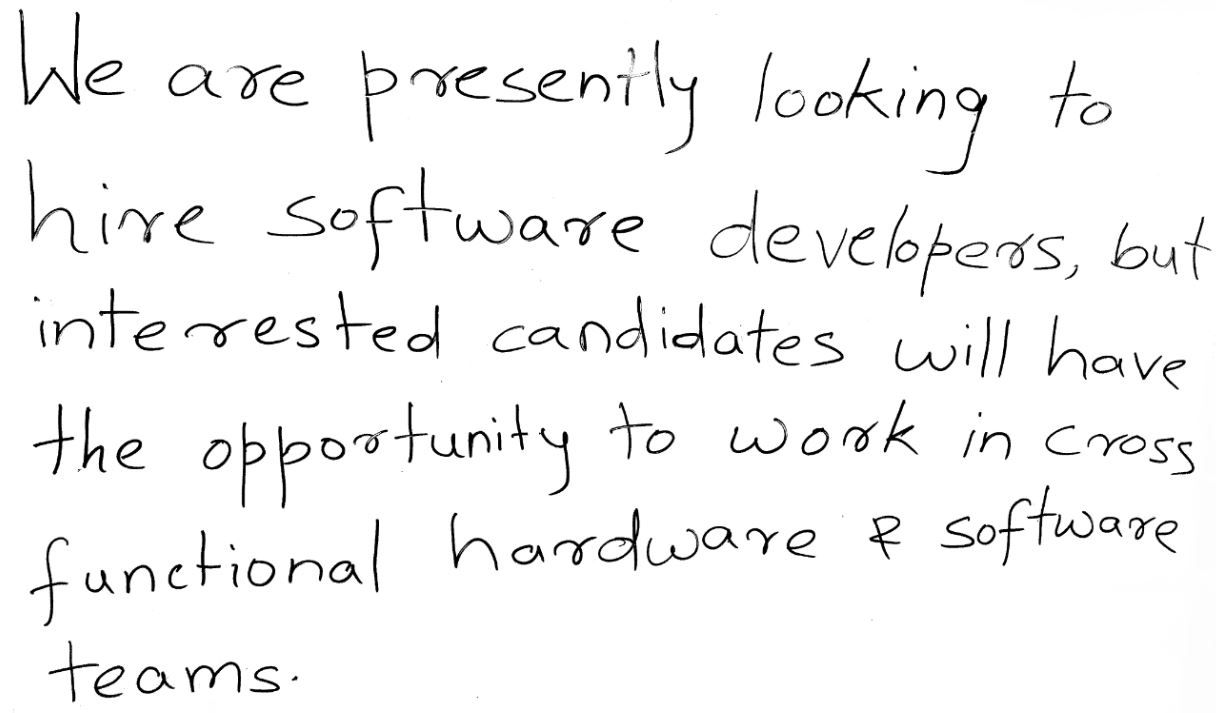 We are presently looking to
hire software developers, but
interested candidates will have
the opportunity to work in cross
functional hardware & software
teams.